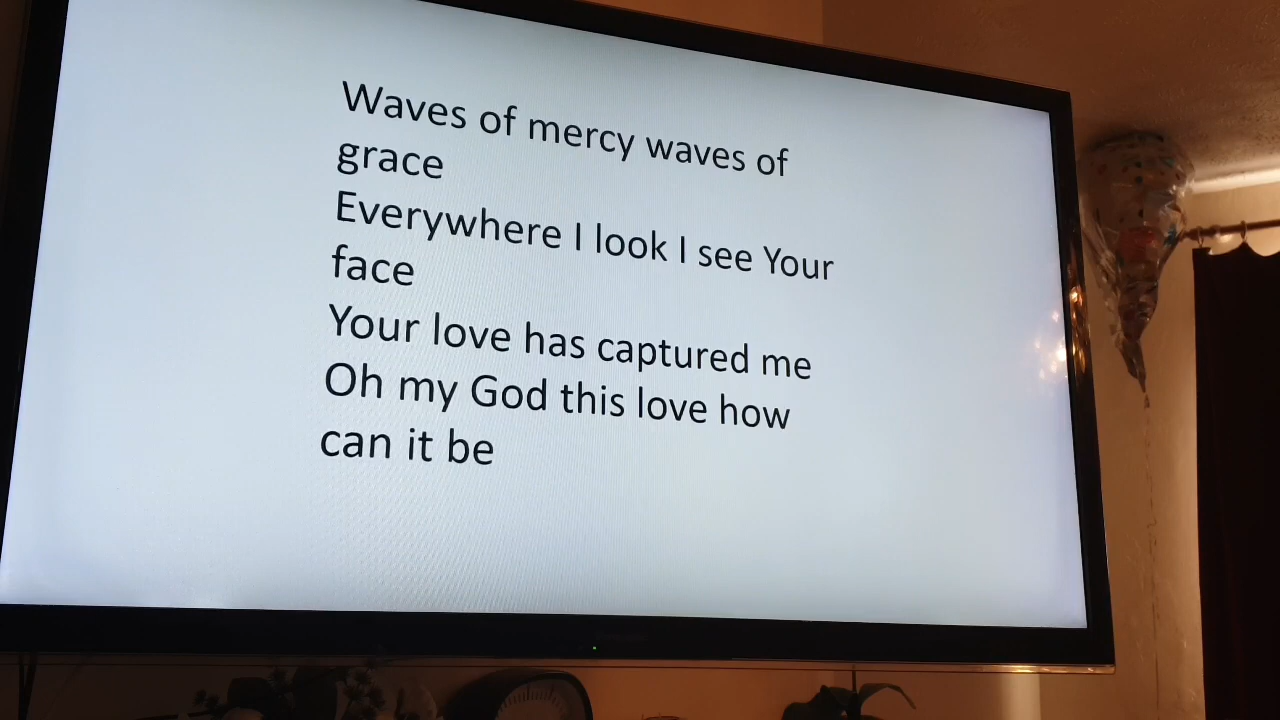 Waves of mercy waves of
grace
Everywhere I look I see Your
face
Your love has captured me
Oh my God this love how
can it be